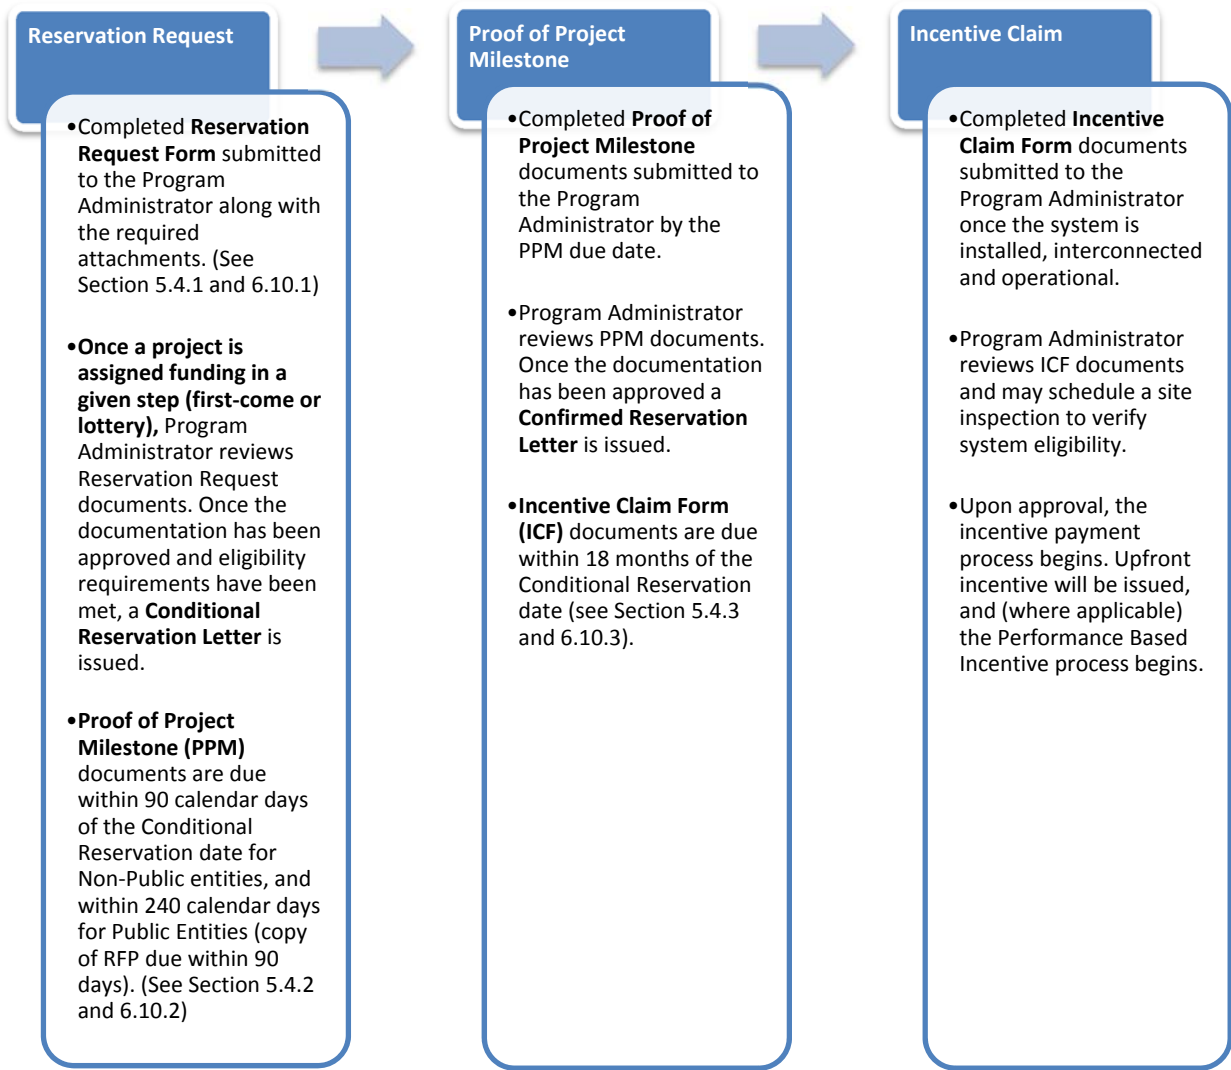 Reservation Request
•Completed Reservation
Request Form submitted
to the Program
Administrator along with
the required
attachments. (See
Section 5.4.1 and 6.10.1)
•Once a project is
assigned funding in a
given step (first-come or
lottery), Program
Administrator reviews
Reservation Request
documents. Once the
documentation has been
approved and eligibility
requirements have been
met, a Conditional
Reservation Letter is
issued.
•Proof of Project
Milestone (PPM)
documents are due
within 90 calendar days
of the Conditional
Reservation date for
Non-Public entities, and
within 240 calendar days
for Public Entities (copy
of RFP due within 90
days). (See Section 5.4.2
and 6.10.2)
Proof of Project
Milestone
•Completed Proof of
Project Milestone
documents submitted to
the Program
Administrator by the
PPM due date.
•Program Administrator
reviews PPM documents.
Once the documentation
has been approved a
Confirmed Reservation
Letter is issued.
•Incentive Claim Form
(ICF) documents are due
within 18 months of the
Conditional Reservation
date (see Section 5.4.3
and 6.10.3).
Incentive Claim
•Completed Incentive
Claim Form documents
submitted to the
Program Administrator
once the system is
installed, interconnected
and operational.
•Program Administrator
reviews ICF documents
and may schedule a site
inspection to verify
system eligibility.
•Upon approval, the
incentive payment
process begins. Upfront
incentive will be issued,
and (where applicable)
the Performance Based
Incentive process begins.